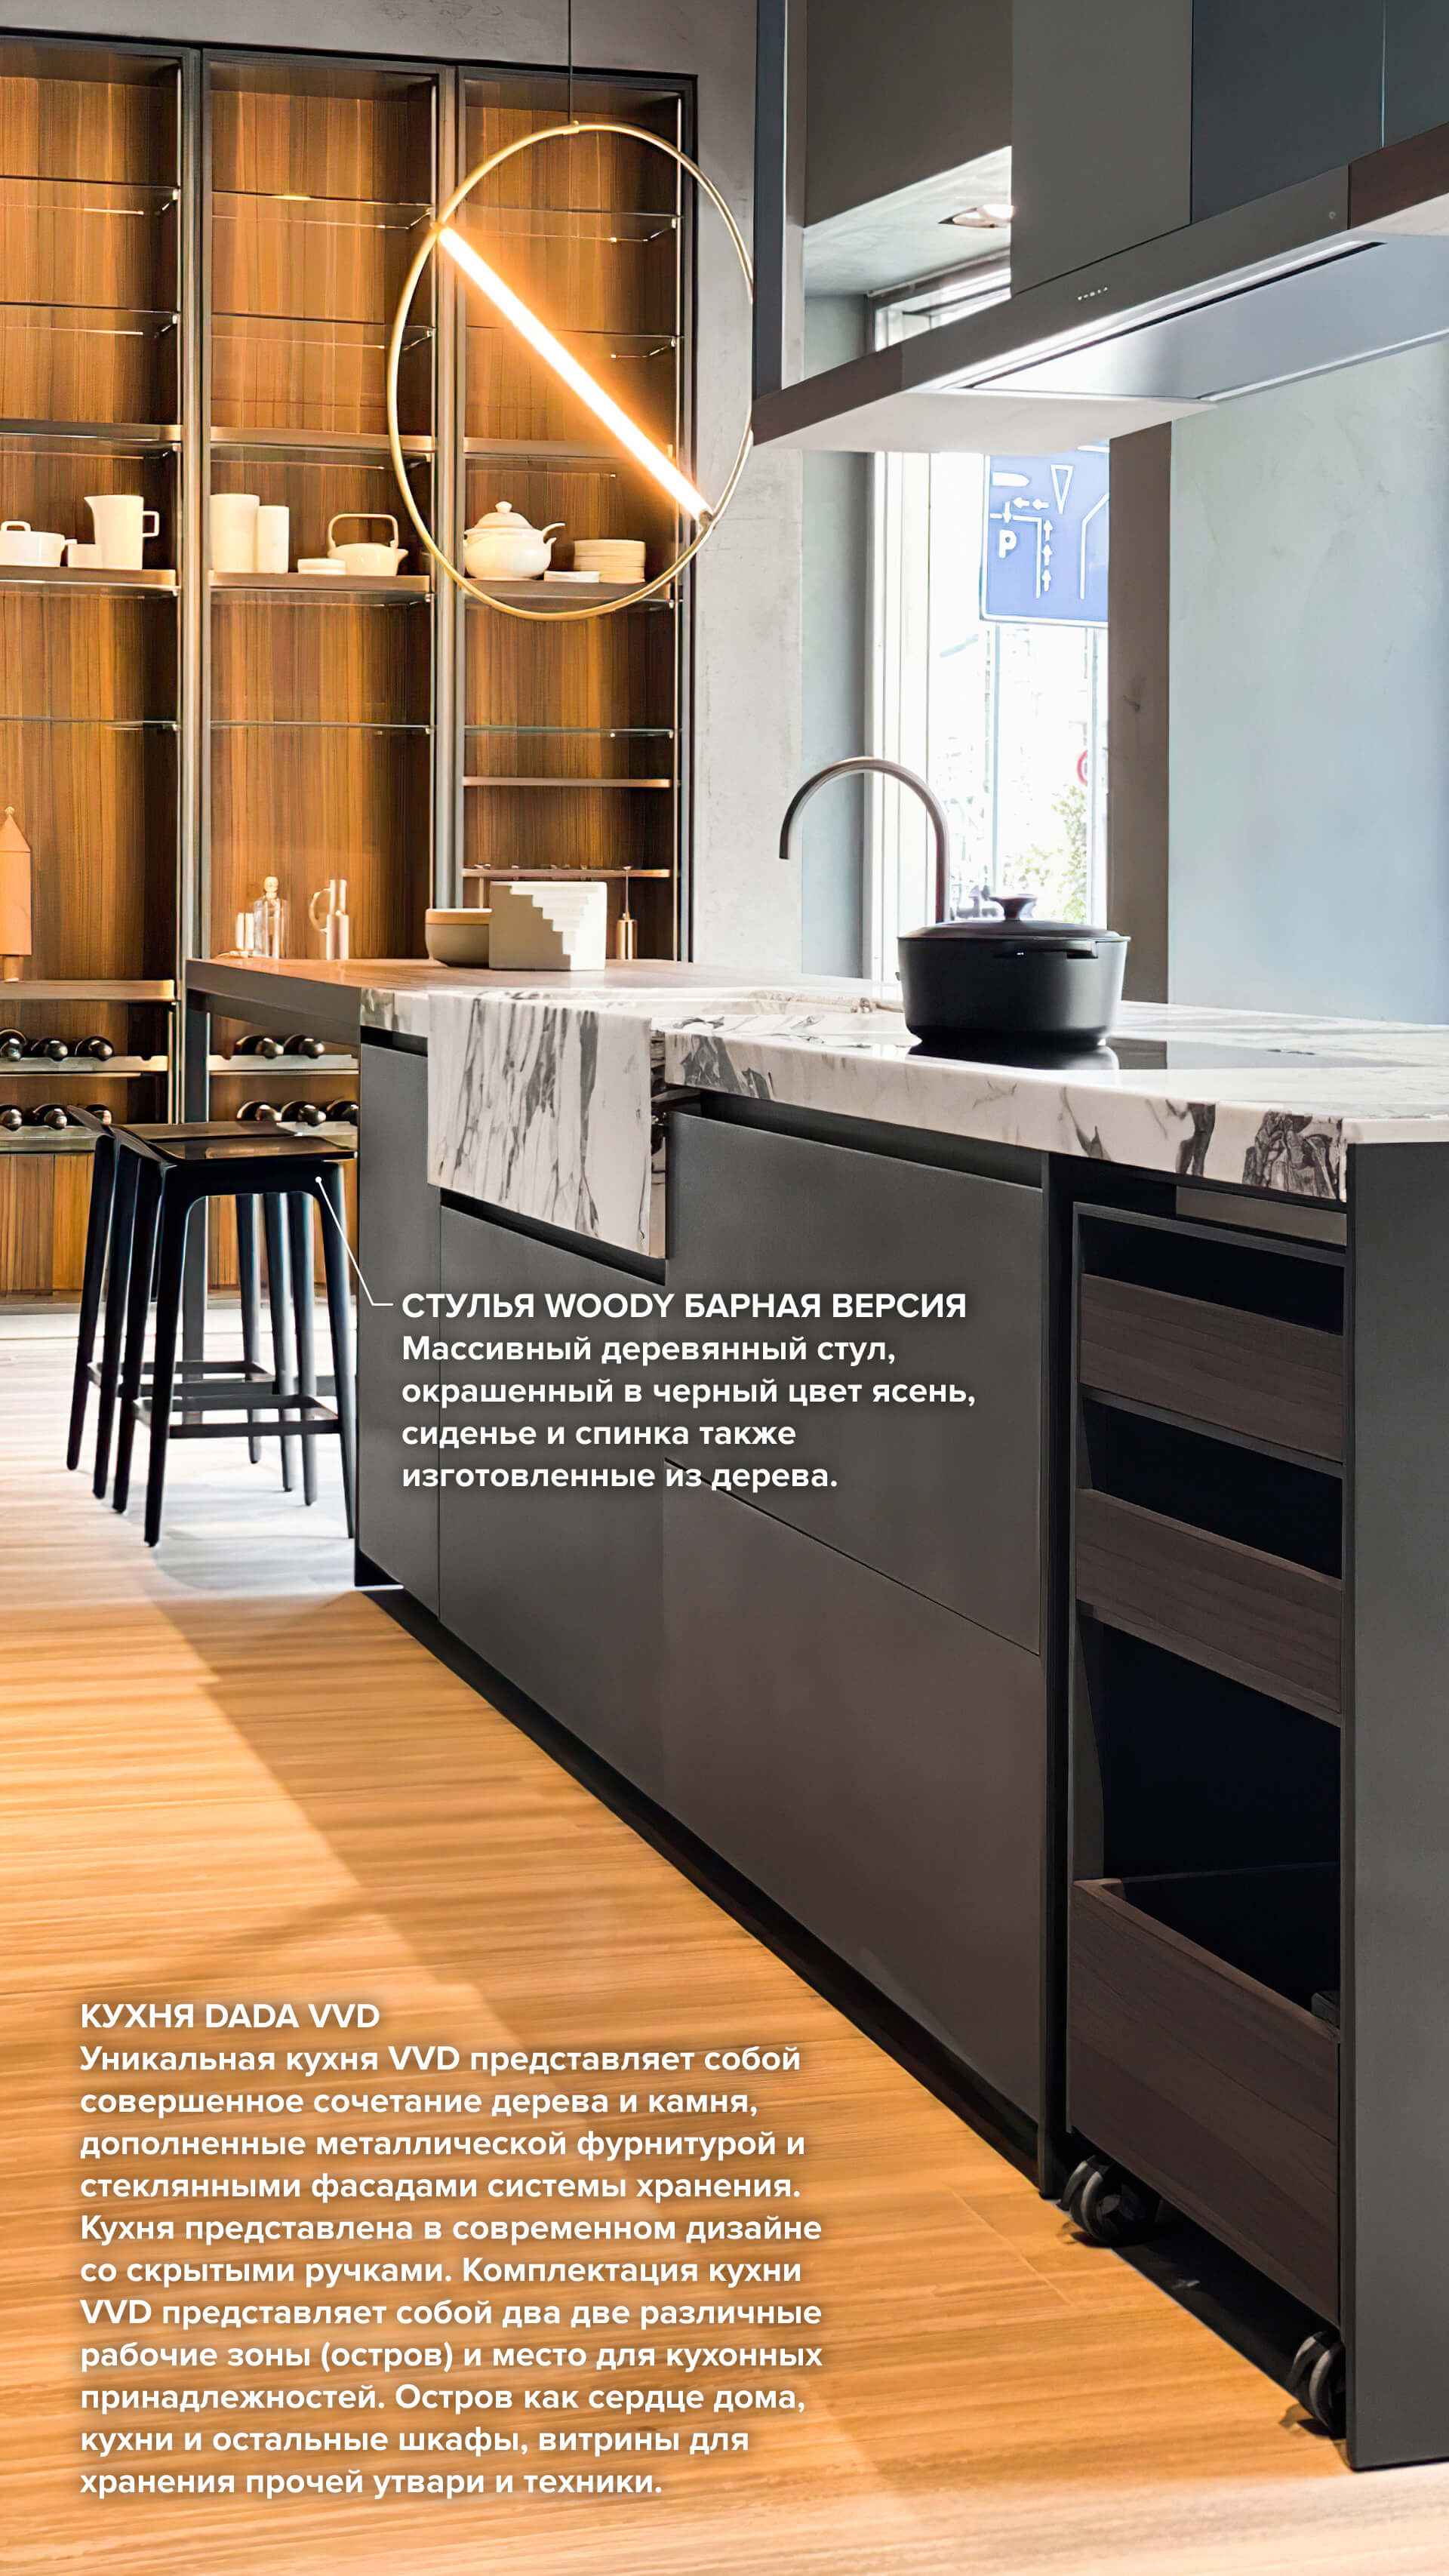 P
СТУЛЬЯ WOODY БАРНАЯ ВЕРСИЯ
Массивный деревянный стул,
окрашенный в черный цвет ясень,
сиденье и спинка также
изготовленные из дерева.
КУХНЯ DADA VVD
Уникальная кухня VVD представляет собой
совершенное сочетание дерева и камня,
дополненные металлической фурнитурой и
стеклянными фасадами системы хранения.
Кухня представлена в современном дизайне
со скрытыми ручками. Комплектация кухни
VVD представляет собой два две различные
рабочие зоны (остров) и место для кухонных
принадлежностей. Остров как сердце дома,
кухни и остальные шкафы, витрины для
хранения прочей утвари и техники.